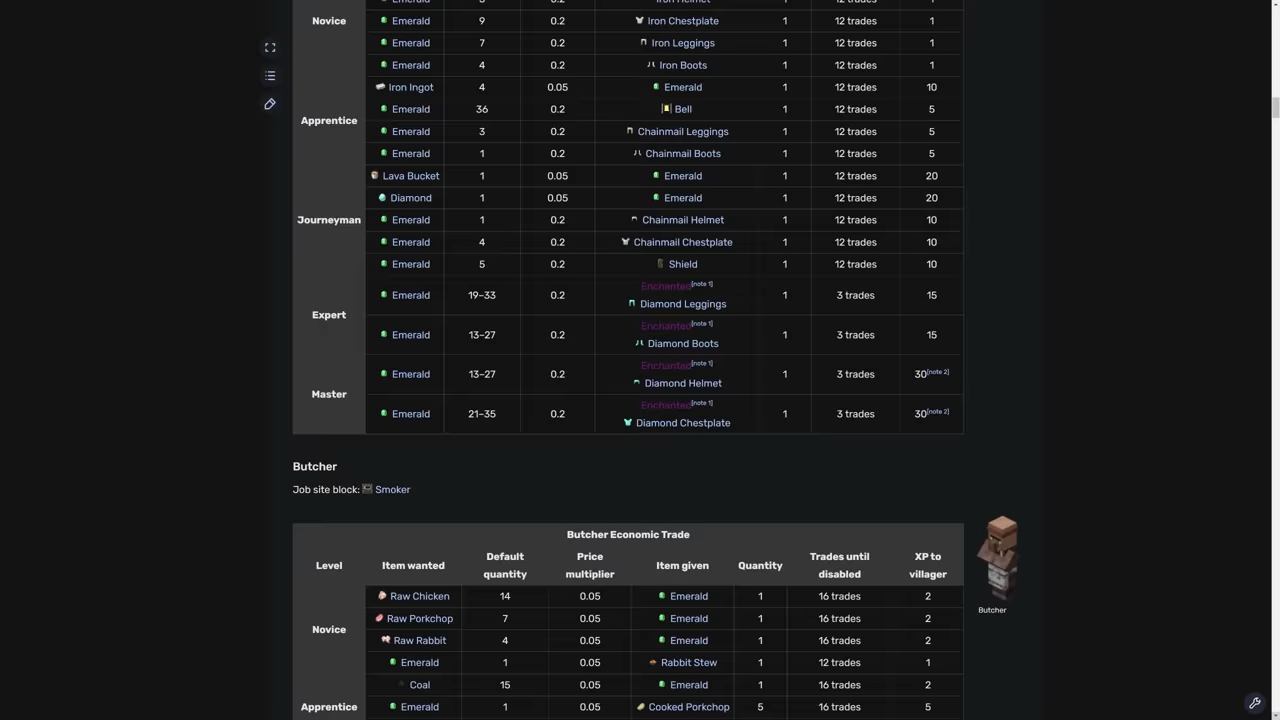 Emerald 5 0.2 Iron Helmet 1 12 trades 1
Novice
Emerald 9 0.2 Iron Chestplate 1 12 trades 1
Emerald 7 0.2 Iron Leggings 1 12 trades 1
Emerald 4 0.2 Iron Boots 1 12 trades 1
Iron Ingot 4 0.05 Emerald 1 12 trades 10
Emerald 36 0.2 Bell 1 12 trades 5
Apprentice
Emerald 3 0.2 Chainmail Leggings 1 12 trades 5
Emerald 1 0.2 Chainmail Boots 1 12 trades 5
Lava Bucket 1 0.05 Emerald 1 12 trades 20
Diamond 1 0.05 Emerald 1 12 trades 20
Journeyman Emerald 1 0.2 Chainmail Helmet 1 12 trades 10
Emerald 4 0.2 Chainmail Chestplate 1 12 trades 10
Emerald 5 0.2 Shield 1 12 trades 10
Enchanted[note 1]
Emerald 19–33 0.2 1 3 trades 15
Diamond Leggings
Expert
Enchanted[note 1]
Emerald 13–27 0.2 1 3 trades 15
Diamond Boots
Enchanted[note 1]
Emerald 13–27 0.2 1 3 trades 30[note 2]
Diamond Helmet
Master
Enchanted[note 1]
Emerald 21–35 0.2 1 3 trades 30[note 2]
Diamond Chestplate
Butcher
Job site block: Smoker
Butcher Economic Trade
Level Item wanted Default quantity Price multiplier Item given Quantity Trades until disabled XP to villager
Raw Chicken 14 0.05 Emerald 1 16 trades 2
Butcher
Raw Porkchop 7 0.05 Emerald 1 16 trades 2
Novice
Raw Rabbit 4 0.05 Emerald 1 16 trades 2
Emerald 1 0.05 Rabbit Stew 1 12 trades 1
Coal 15 0.05 Emerald 1 16 trades 2
Apprentice Emerald 1 0.05 Cooked Porkchop 5 16 trades 5